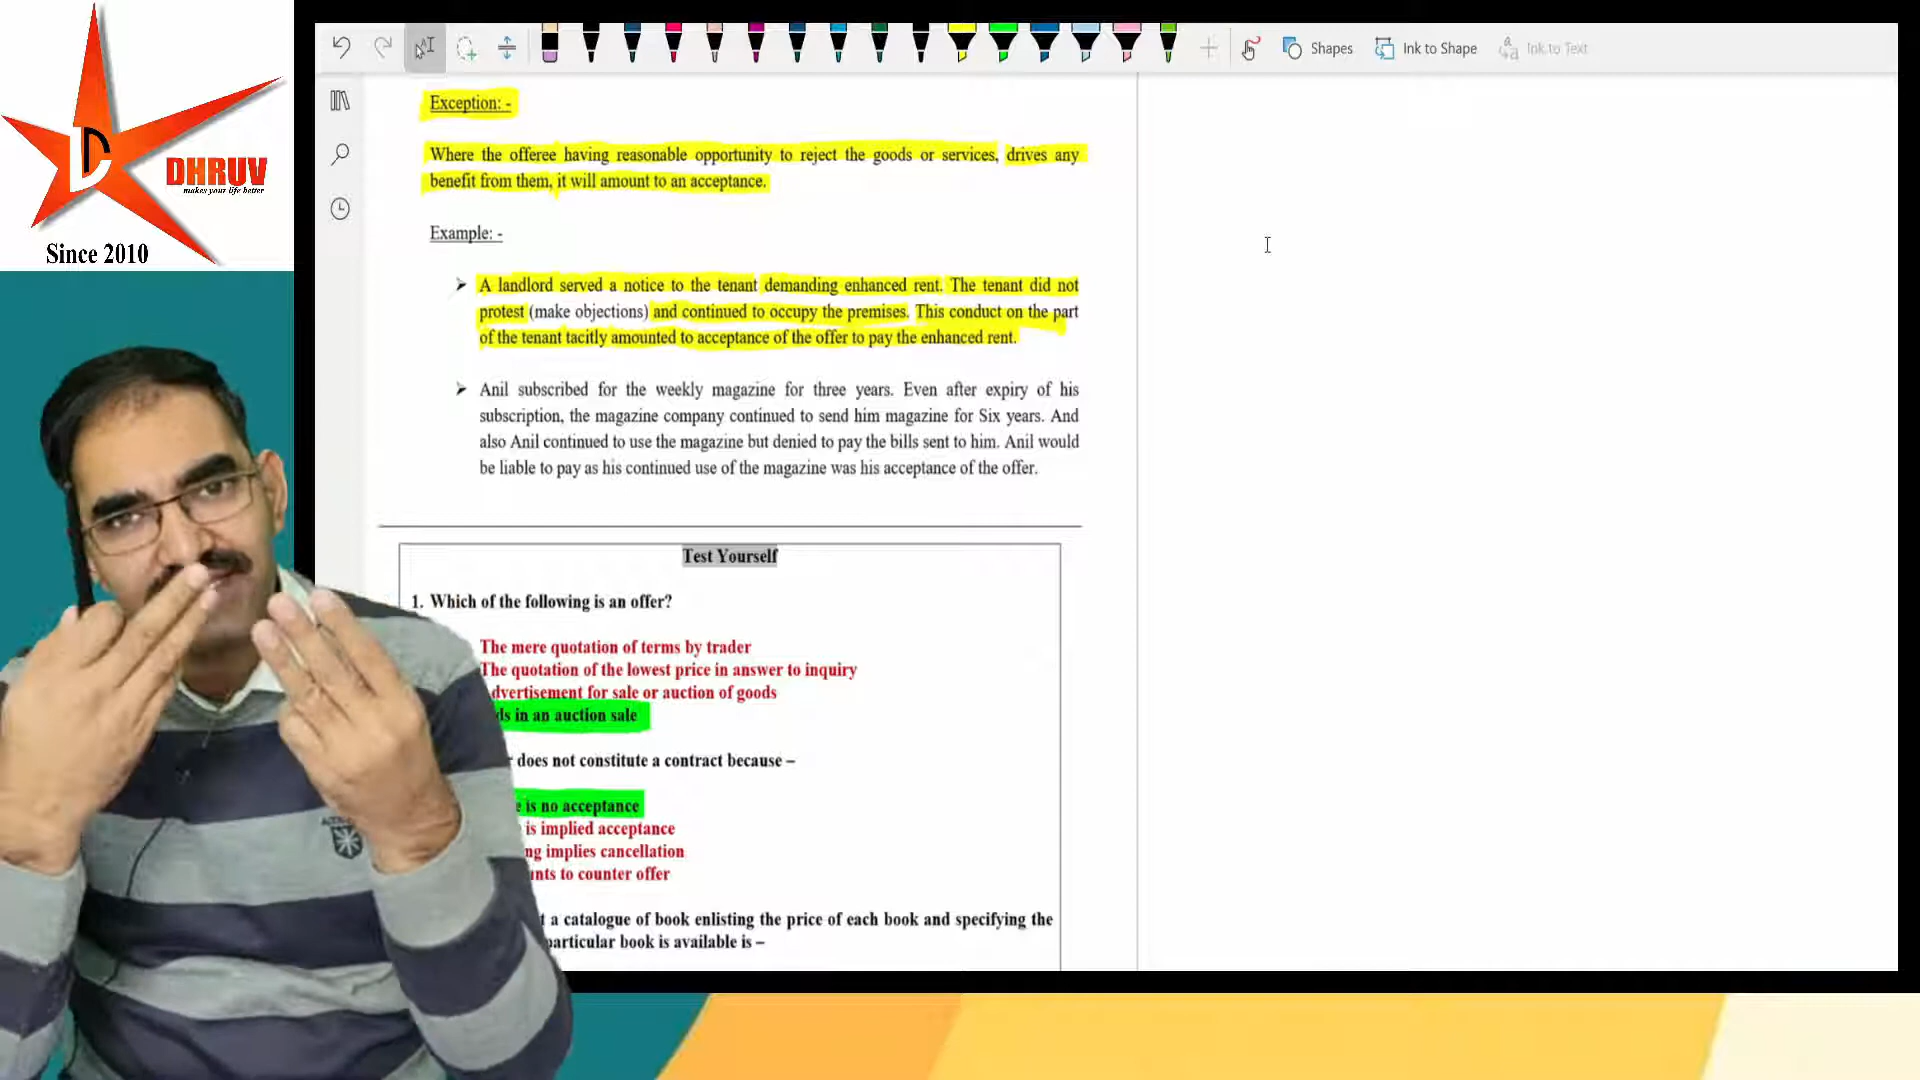 DHRUV
makes your life better
Since 2010
Shapes
Ink to Shape
Ink to Text
Exception: -
Where the offeree having reasonable opportunity to reject the goods or services, drives any
benefit from them, it will amount to an acceptance.
Example: -
➤ A landlord served a notice to the tenant demanding enhanced rent. The tenant did not
protest (make objections) and continued to occupy the premises. This conduct on the part
of the tenant tacitly amounted to acceptance of the offer to pay the enhanced rent.
➤ Anil subscribed for the weekly magazine for three years. Even after expiry of his
subscription, the magazine company continued to send him magazine for Six years. And
also Anil continued to use the magazine but denied to pay the bills sent to him. Anil would
be liable to pay as his continued use of the magazine was his acceptance of the offer.
Test Yourself
1. Which of the following is an offer?
The mere quotation of terms by trader
The quotation of the lowest price in answer to inquiry
dvertisement for sale or auction of goods
ds in an auction sale
does not constitute a contract because –
is no acceptance
is implied acceptance
ng implies cancellation
nts to counter offer
t a catalogue of book enlisting the price of each book and specifying the
particular book is available is –